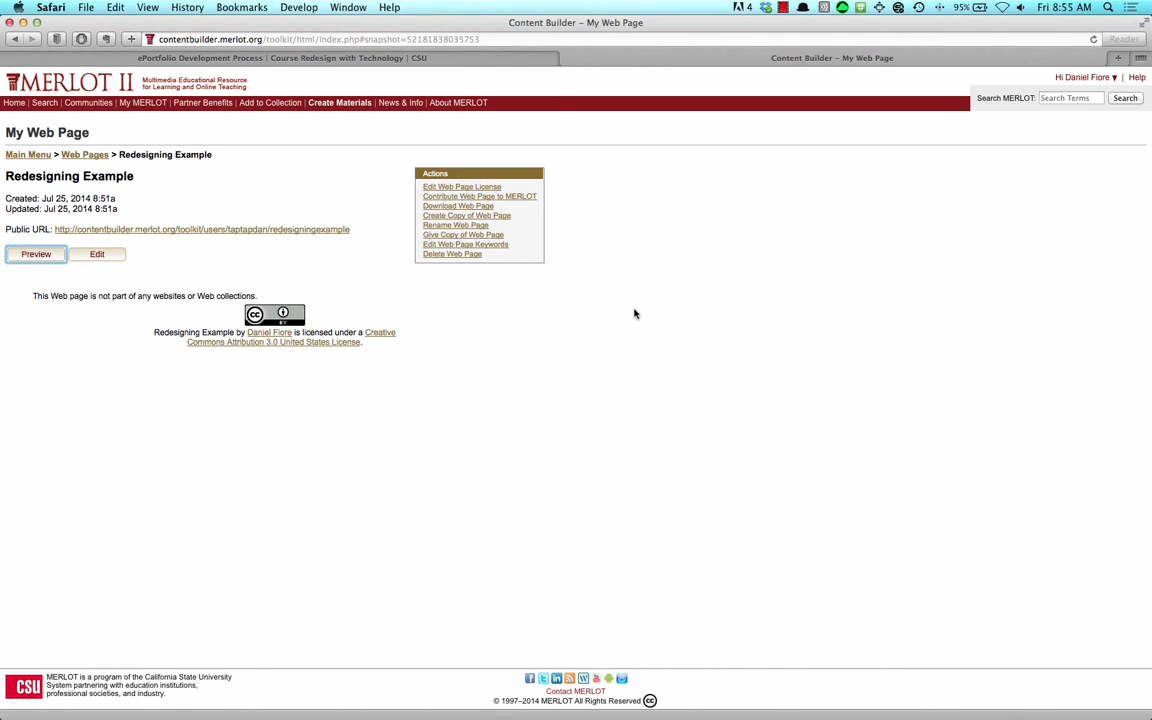 Safari File Edit View History Bookmarks Develop Window Help 4 95% Fri 8:55 AM
Content Builder – My Web Page
contentbuilder.merlot.org/toolkit/html/index.php#snapshot=52181838035753 Reader
ePortfolio Development Process | Course Redesign with Technology | CSU Content Builder – My Web Page +
MERLOT II Multimedia Educational Resource
for Learning and Online Teaching
Hi Daniel Fiore ▾ | Help
Home | Search | Communities | My MERLOT | Partner Benefits | Add to Collection | Create Materials | News & Info | About MERLOT
Search MERLOT: Search Terms Search
My Web Page
Main Menu > Web Pages > Redesigning Example
Redesigning Example
Created: Jul 25, 2014 8:51a
Updated: Jul 25, 2014 8:51a
Public URL: http://contentbuilder.merlot.org/toolkit/users/taptapdan/redesigningexample
Preview Edit
Actions
Edit Web Page License
Contribute Web Page to MERLOT
Download Web Page
Create Copy of Web Page
Rename Web Page
Give Copy of Web Page
Edit Web Page Keywords
Delete Web Page
This Web page is not part of any websites or Web collections.
cc BY
Redesigning Example by Daniel Fiore is licensed under a Creative
Commons Attribution 3.0 United States License.
CSU
MERLOT is a program of the California State University
System partnering with education institutions,
professional societies, and industry.
Contact MERLOT
© 1997–2014 MERLOT All Rights Reserved cc